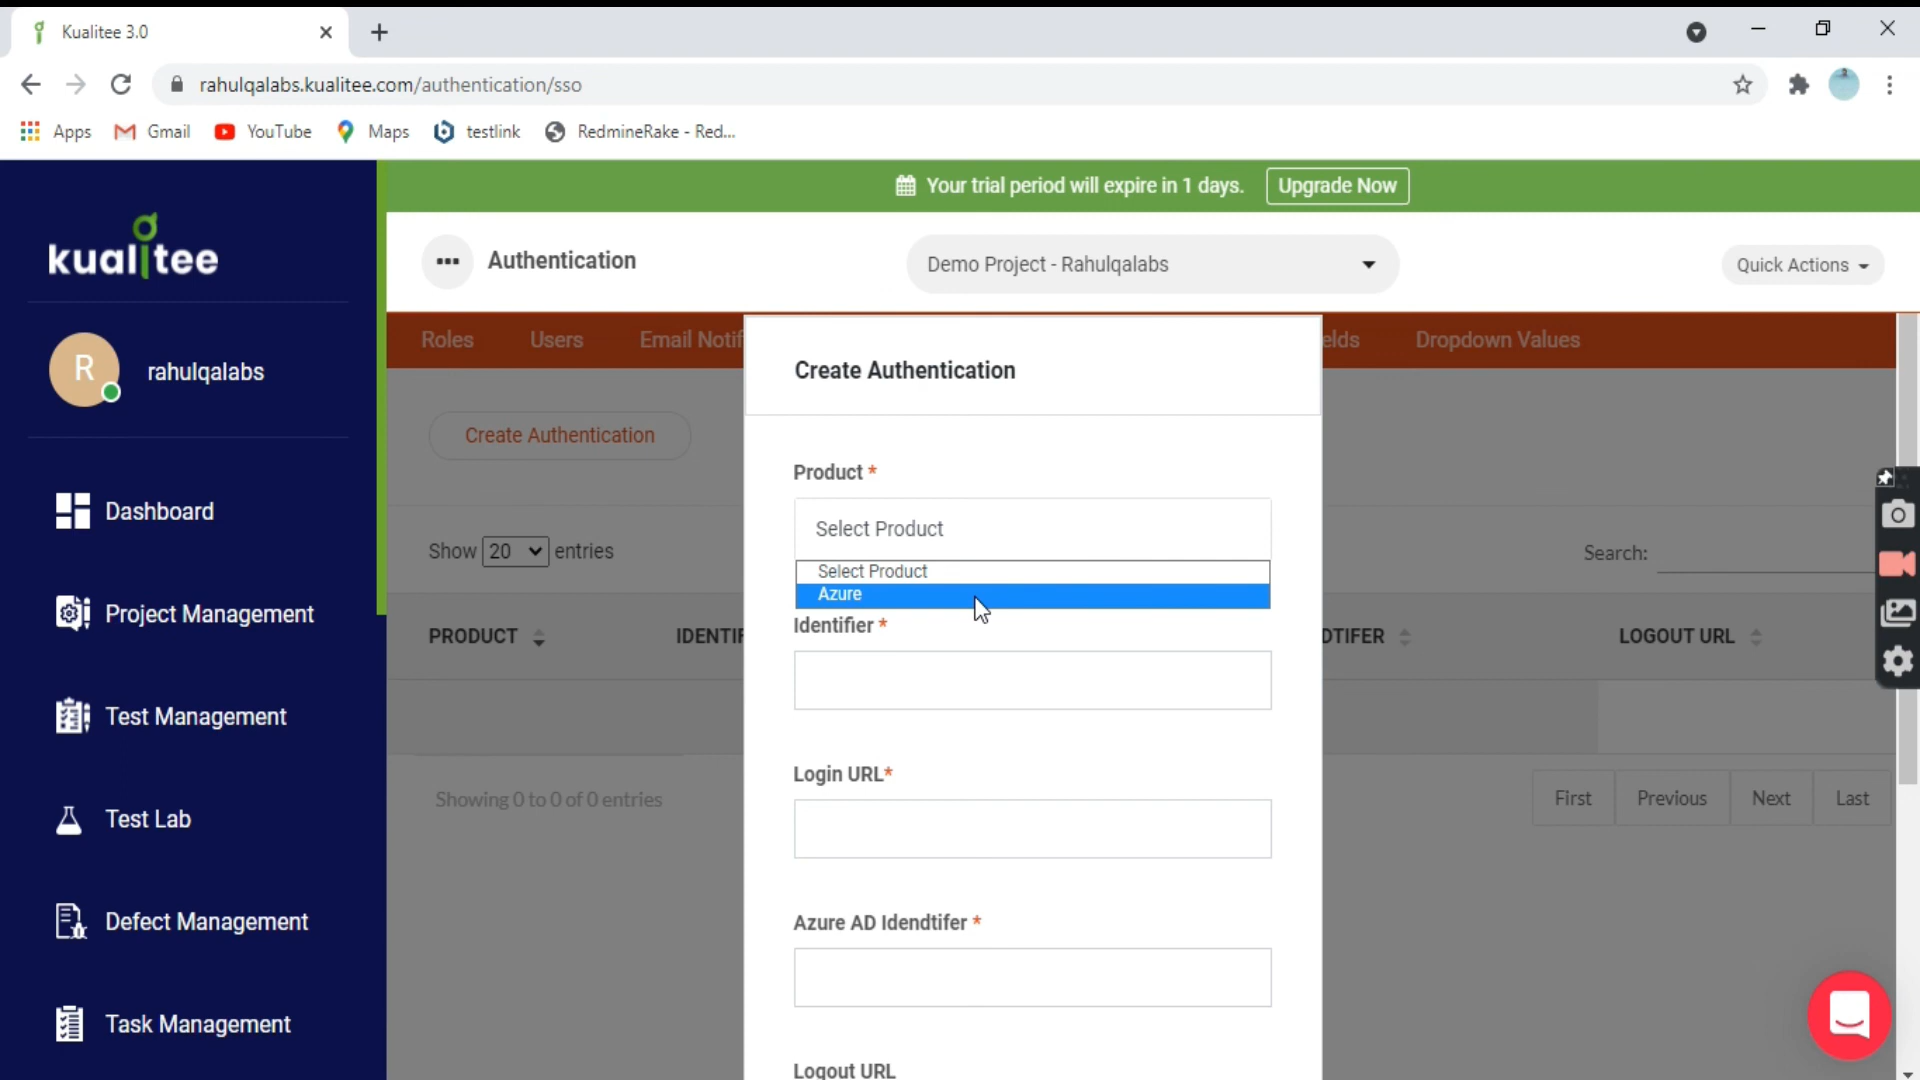 Kualitee 3.0
rahulqalabs.kualitee.com/authentication/sso
Apps Gmail YouTube Maps testlink RedmineRake - Red...
Your trial period will expire in 1 days. Upgrade Now
kualitee
Authentication
Demo Project - Rahulqalabs
Quick Actions
Roles Users Email Notif elds Dropdown Values
R rahulqalabs
Create Authentication
Create Authentication
Product *
Select Product
Select Product
Azure
Show 20 entries
Search:
Dashboard
Project Management
Test Management
Test Lab
Defect Management
Task Management
PRODUCT IDENTIF DTIFER LOGOUT URL
Identifier *
Login URL*
Showing 0 to 0 of 0 entries
First Previous Next Last
Azure AD Idendtifer *
Logout URL